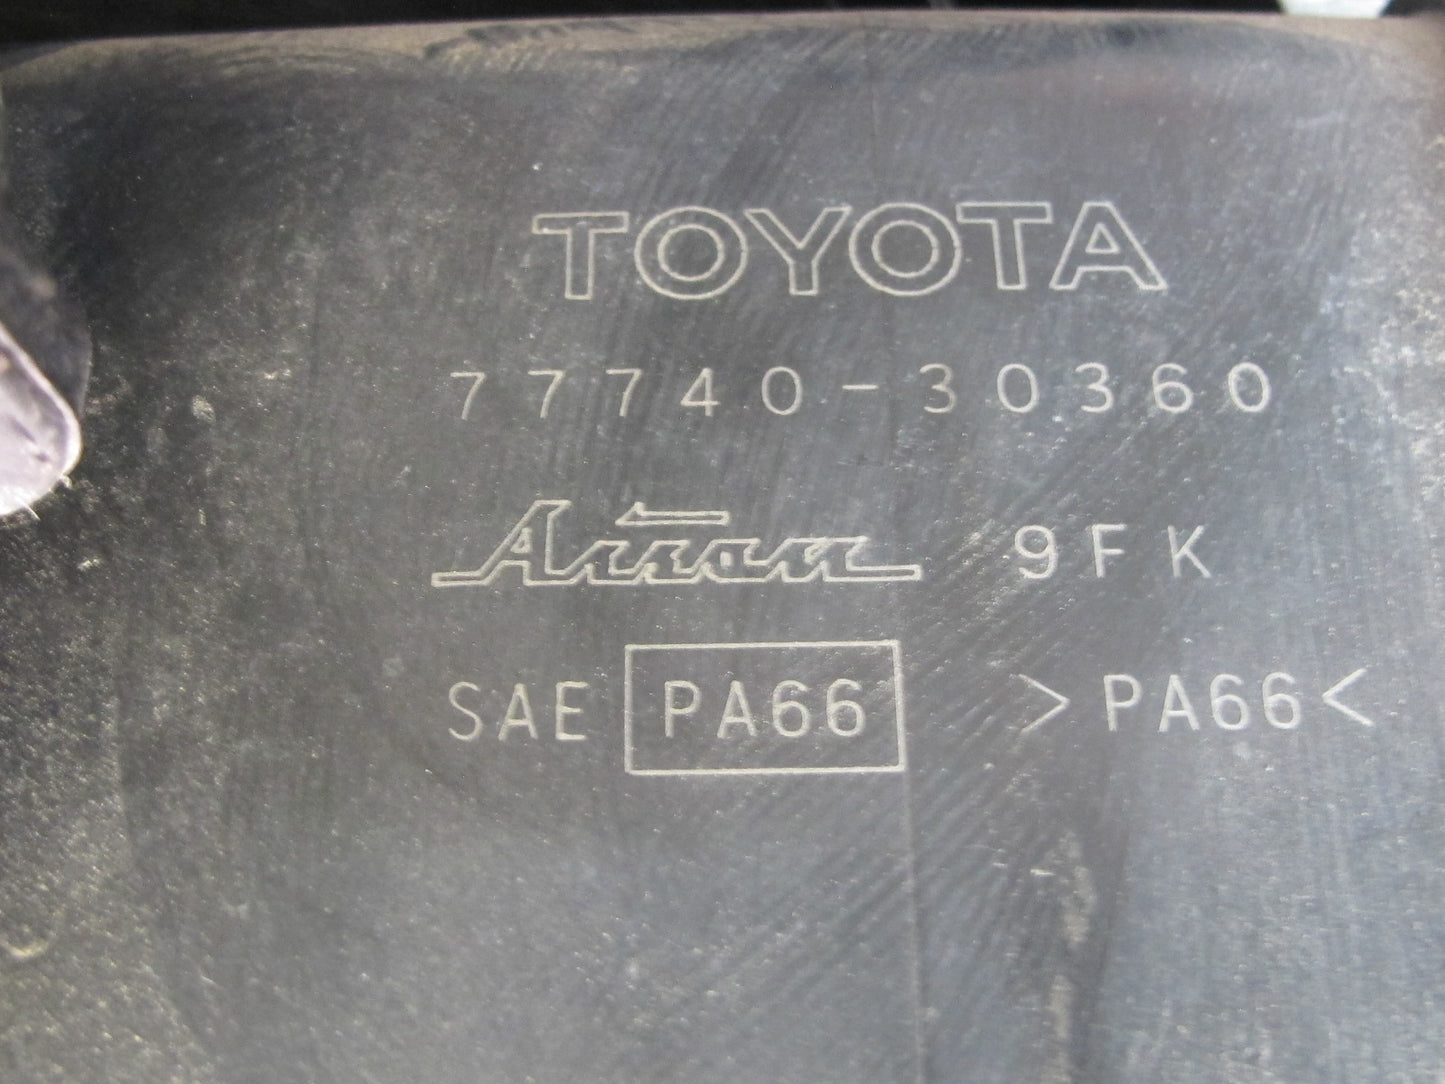 TOYOTA
77740-30360
Aisan 9FK
SAE PA66 >PA66<